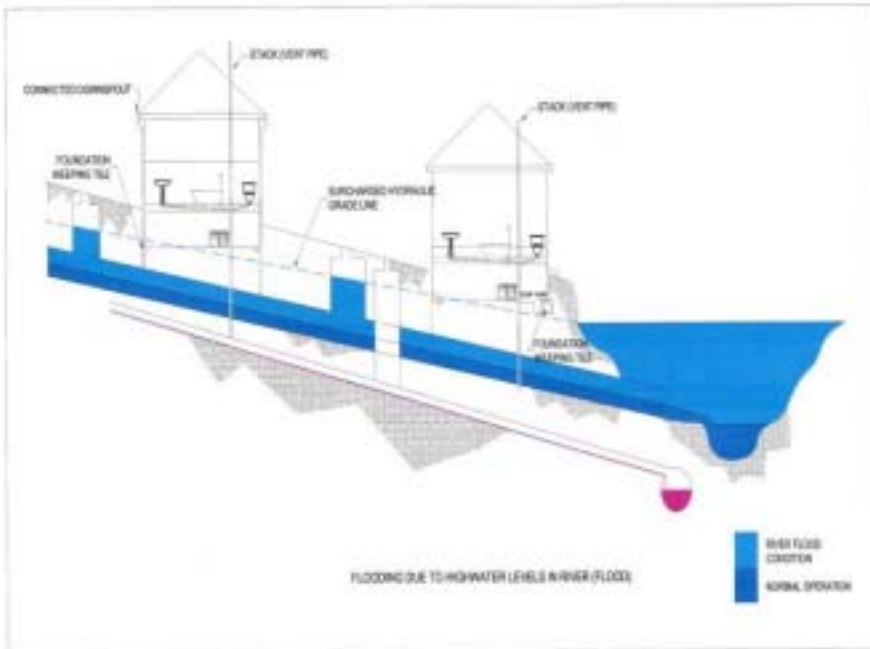 STACK (VENT PIPE)
CONNECTED DOWNSPOUT
STACK (VENT PIPE)
FOUNDATION
WEEPING TILE
SURCHARGED HYDRAULIC
GRADE LINE
FOUNDATION
WEEPING TILE
RIVER FLOOD
CONDITION
FLOODING DUE TO HIGHWATER LEVELS IN RIVER (FLOOD)
NORMAL OPERATION